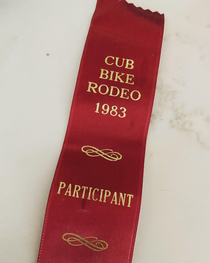 CUB
BIKE
RODEO
1983
PARTICIPANT